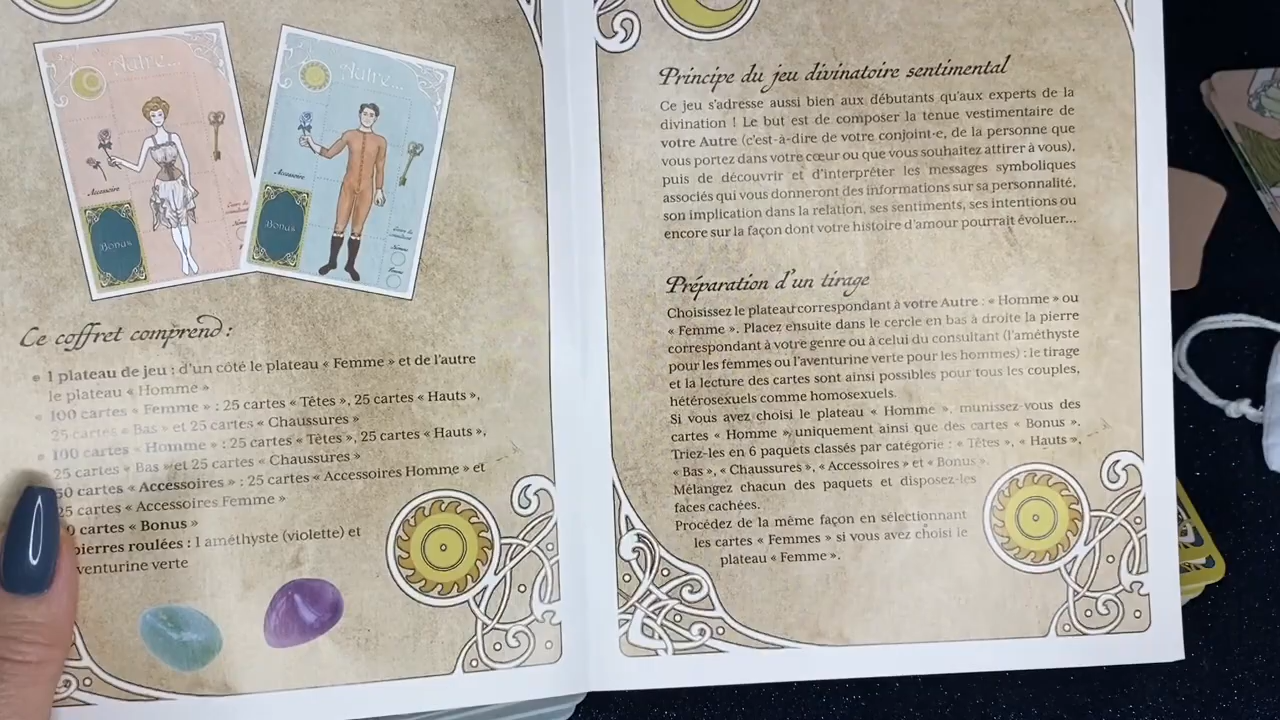 Autre...
Accessoire
Bonus
Autre...
Accessoire
Bonus
Homme
Femme
Ce coffret comprend :
1 plateau de jeu : d'un côté le plateau « Femme » et de l'autre
le plateau « Homme »
100 cartes « Femme » : 25 cartes « Têtes », 25 cartes « Hauts »,
25 cartes « Bas » et 25 cartes « Chaussures »
100 cartes « Homme » : 25 cartes « Têtes », 25 cartes « Hauts »,
25 cartes « Bas » et 25 cartes « Chaussures »
50 cartes « Accessoires » : 25 cartes « Accessoires Homme » et
25 cartes « Accessoires Femme »
0 cartes « Bonus »
pierres roulées : 1 améthyste (violette) et
venturine verte
Principe du jeu divinatoire sentimental
Ce jeu s'adresse aussi bien aux débutants qu'aux experts de la
divination ! Le but est de composer la tenue vestimentaire de
votre Autre (c'est-à-dire de votre conjoint·e, de la personne que
vous portez dans votre cœur ou que vous souhaitez attirer à vous),
puis de découvrir et d'interpréter les messages symboliques
associés qui vous donneront des informations sur sa personnalité,
son implication dans la relation, ses sentiments, ses intentions ou
encore sur la façon dont votre histoire d'amour pourrait évoluer...
Préparation d'un tirage
Choisissez le plateau correspondant à votre Autre : « Homme » ou
« Femme ». Placez ensuite dans le cercle en bas à droite la pierre
correspondant à votre genre ou à celui du consultant (l'améthyste
pour les femmes ou l'aventurine verte pour les hommes) : le tirage
et la lecture des cartes sont ainsi possibles pour tous les couples,
hétérosexuels comme homosexuels.
Si vous avez choisi le plateau « Homme », munissez-vous des
cartes « Homme » uniquement ainsi que des cartes « Bonus ».
Triez-les en 6 paquets classés par catégorie : « Têtes », « Hauts »,
« Bas », « Chaussures », « Accessoires » et « Bonus ».
Mélangez chacun des paquets et disposez-les
faces cachées.
Procédez de la même façon en sélectionnant
les cartes « Femmes » si vous avez choisi le
plateau « Femme ».